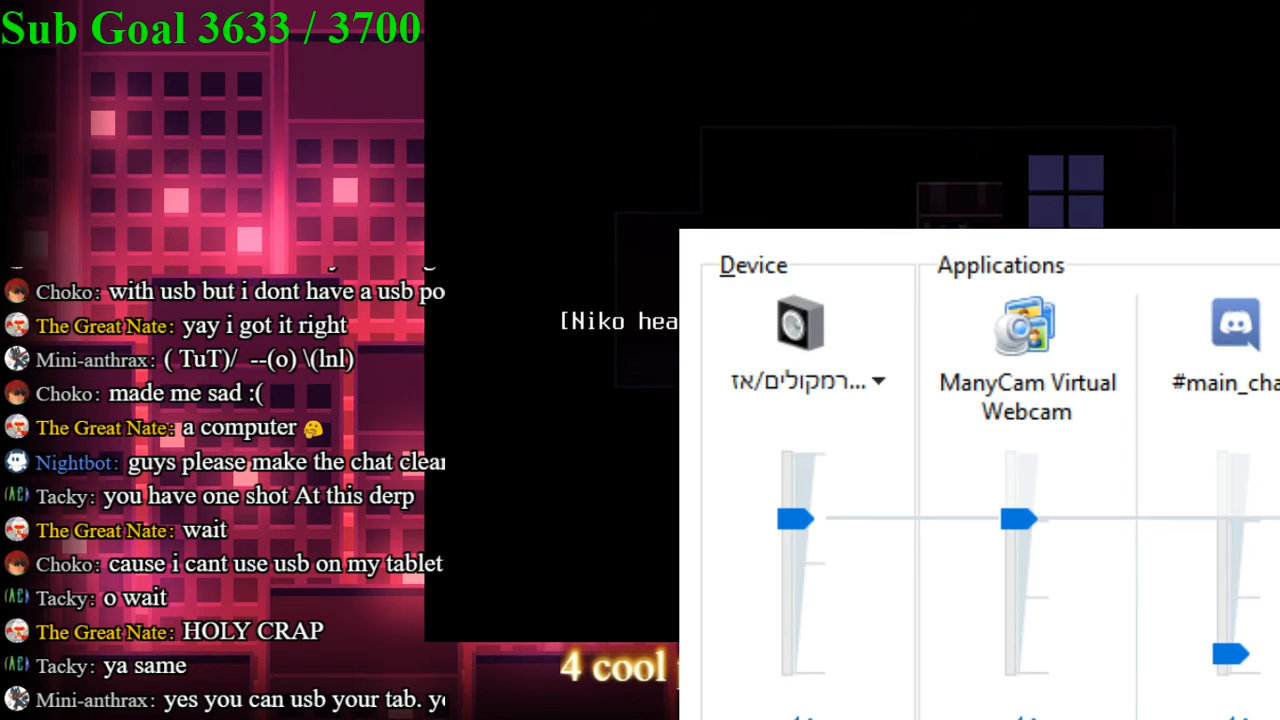 Sub Goal 3633 / 3700
Choko: with usb but i dont have a usb po
The Great Nate: yay i got it right
Mini-anthrax: ( TuT)/ --(o) \(lnl)
Choko: made me sad :(
The Great Nate: a computer 🤔
Nightbot: guys please make the chat clear
Tacky: you have one shot At this derp
The Great Nate: wait
Choko: cause i cant use usb on my tablet
Tacky: o wait
The Great Nate: HOLY CRAP
Tacky: ya same
Mini-anthrax: yes you can usb your tab. yo
[Niko hea
4 cool
Device
Applications
רמקולים/אז...
ManyCam Virtual
Webcam
#main_cha